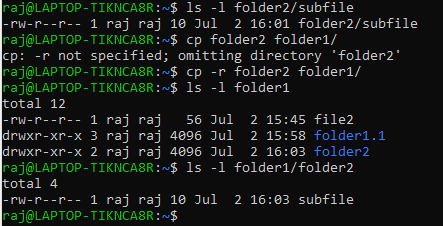 raj@LAPTOP-TIKNCA8R:~$ ls -l folder2/subfile
-rw-r--r-- 1 raj raj 10 Jul  2 16:01 folder2/subfile
raj@LAPTOP-TIKNCA8R:~$ cp folder2 folder1/
cp: -r not specified; omitting directory 'folder2'
raj@LAPTOP-TIKNCA8R:~$ cp -r folder2 folder1/
raj@LAPTOP-TIKNCA8R:~$ ls -l folder1
total 12
-rw-r--r-- 1 raj raj   56 Jul  2 15:45 file2
drwxr-xr-x 3 raj raj 4096 Jul  2 15:58 folder1.1
drwxr-xr-x 2 raj raj 4096 Jul  2 16:03 folder2
raj@LAPTOP-TIKNCA8R:~$ ls -l folder1/folder2
total 4
-rw-r--r-- 1 raj raj 10 Jul  2 16:03 subfile
raj@LAPTOP-TIKNCA8R:~$